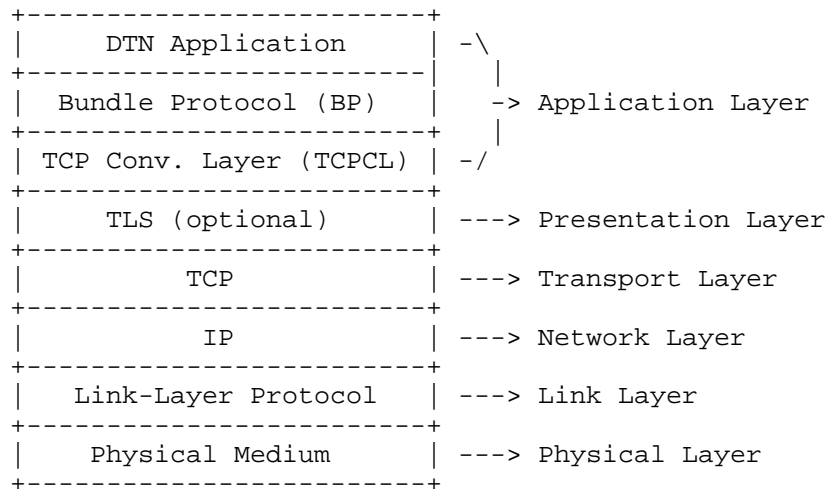 +-------------------------+
|     DTN Application     | -\
+-------------------------|   |
|  Bundle Protocol (BP)   |   -> Application Layer
+-------------------------+   |
| TCP Conv. Layer (TCPCL) | -/
+-------------------------+
|     TLS (optional)      | ---> Presentation Layer
+-------------------------+
|          TCP            | ---> Transport Layer
+-------------------------+
|           IP            | ---> Network Layer
+-------------------------+
|   Link-Layer Protocol   | ---> Link Layer
+-------------------------+
|    Physical Medium      | ---> Physical Layer
+-------------------------+